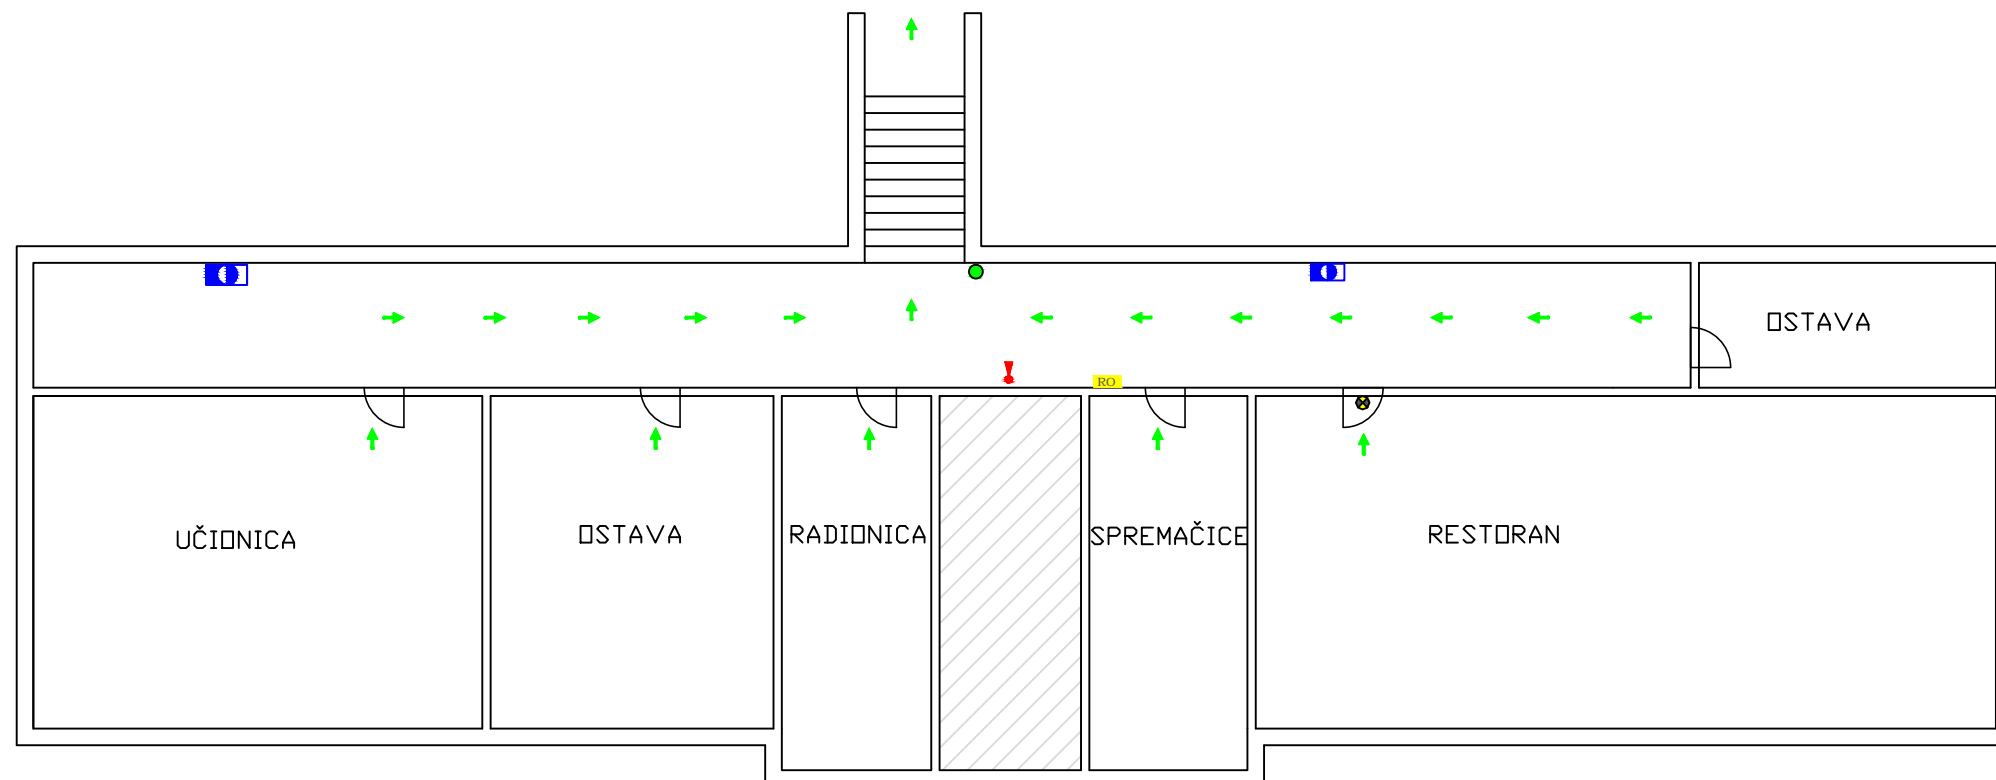 OSTAVA
RO
UČIONICA
OSTAVA
RADIONICA
SPREMAČICE
RESTORAN